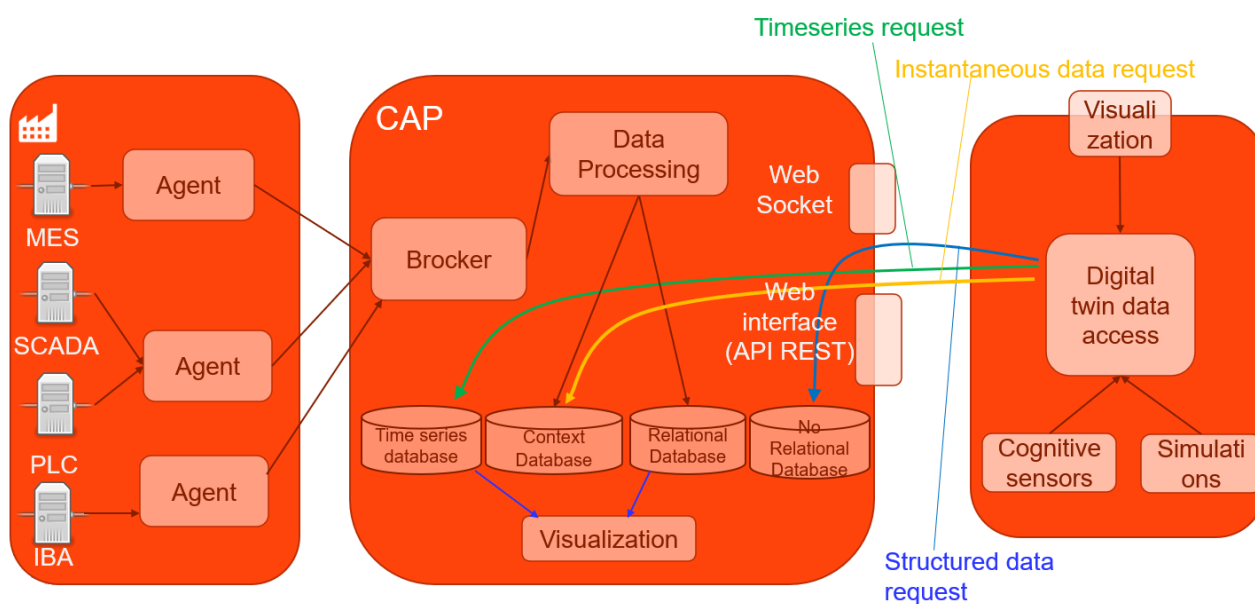 Timeseries request
Instantaneous data request
MES
SCADA
PLC
IBA
Agent
Agent
Agent
CAP
Brocker
Data
Processing
Web
Socket
Web
interface
(API REST)
Time series
database
Context
Database
Relational
Database
No
Relational
Database
Visualization
Visuali
zation
Digital
twin data
access
Cognitive
sensors
Simulati
ons
Structured data
request